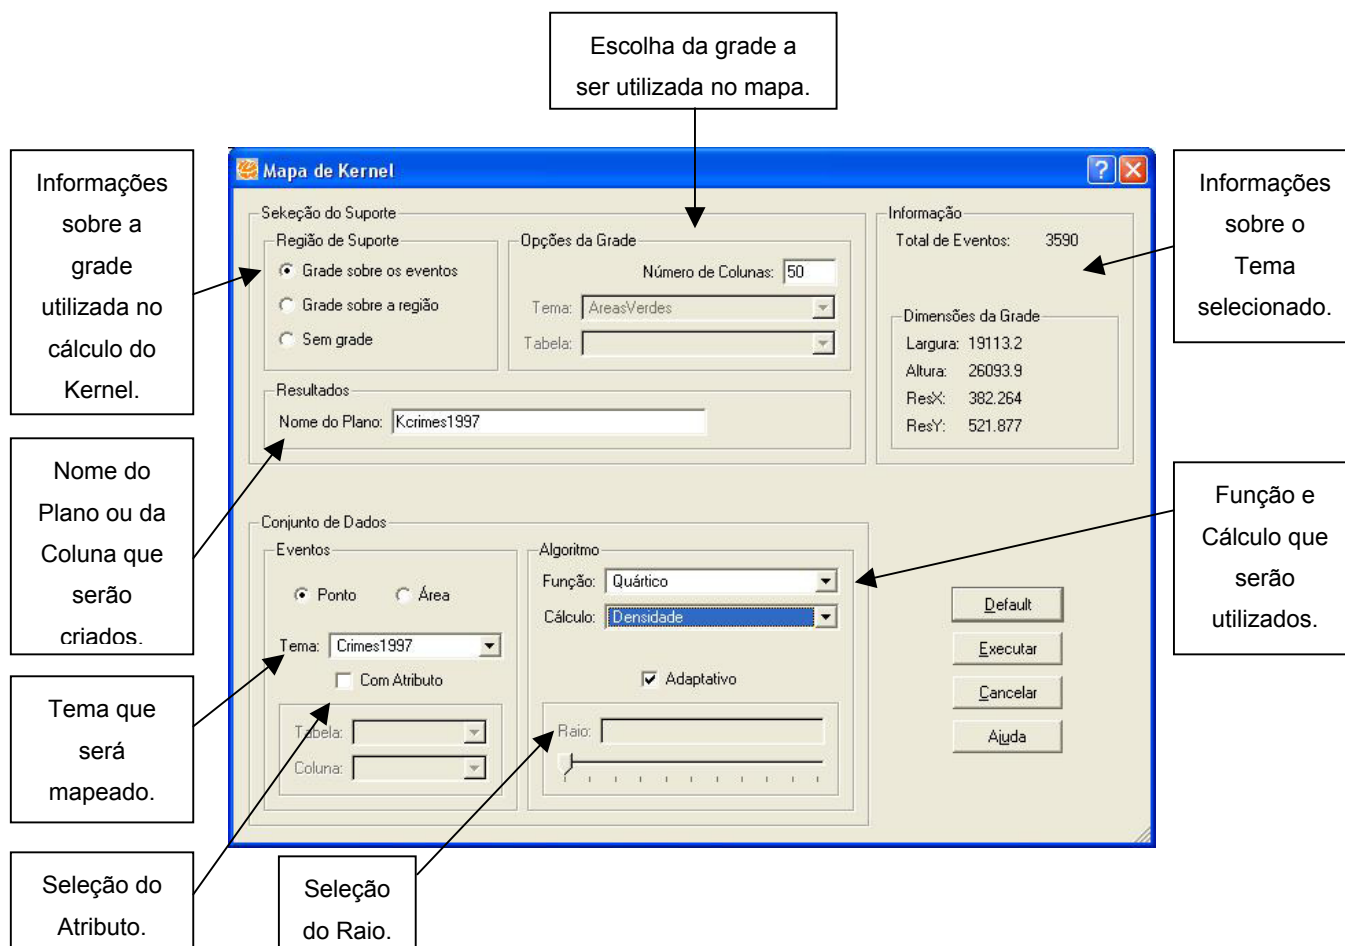 Escolha da grade a
ser utilizada no mapa.
Informações
sobre a
grade
utilizada no
cálculo do
Kernel.
Nome do
Plano ou da
Coluna que
serão
criados.
Tema que
será
mapeado.
Seleção do
Atributo.
Seleção
do Raio.
Informações
sobre o
Tema
selecionado.
Função e
Cálculo que
serão
utilizados.
Mapa de Kernel
Sekeção do Suporte
Região de Suporte
Grade sobre os eventos
Grade sobre a região
Sem grade
Opções da Grade
Número de Colunas: 50
Tema: AreasVerdes
Tabela:
Resultados
Nome do Plano: Kcrimes1997
Informação
Total de Eventos: 3590
Dimensões da Grade
Largura: 19113.2
Altura: 26093.9
ResX: 382.264
ResY: 521.877
Conjunto de Dados
Eventos
Ponto Área
Tema: Crimes1997
Com Atributo
Tabela:
Coluna:
Algoritmo
Função: Quártico
Cálculo: Densidade
Adaptativo
Raio:
Default
Executar
Cancelar
Ajuda